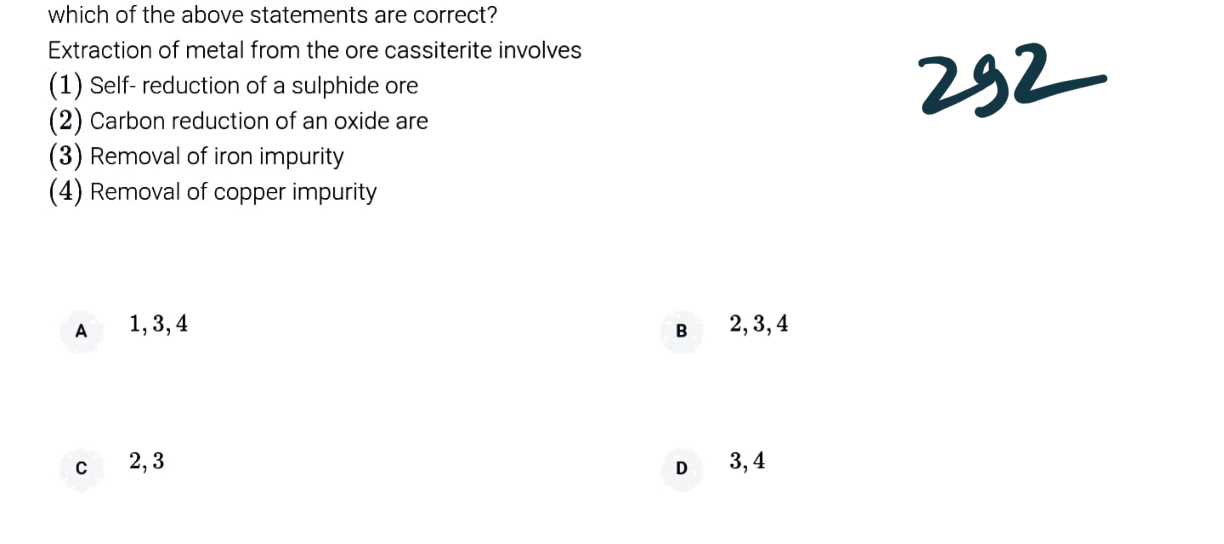 which of the above statements are correct?
Extraction of metal from the ore cassiterite involves
(1) Self- reduction of a sulphide ore
(2) Carbon reduction of an oxide are
(3) Removal of iron impurity
(4) Removal of copper impurity
292
A 1, 3, 4
B 2, 3, 4
C 2, 3
D 3, 4